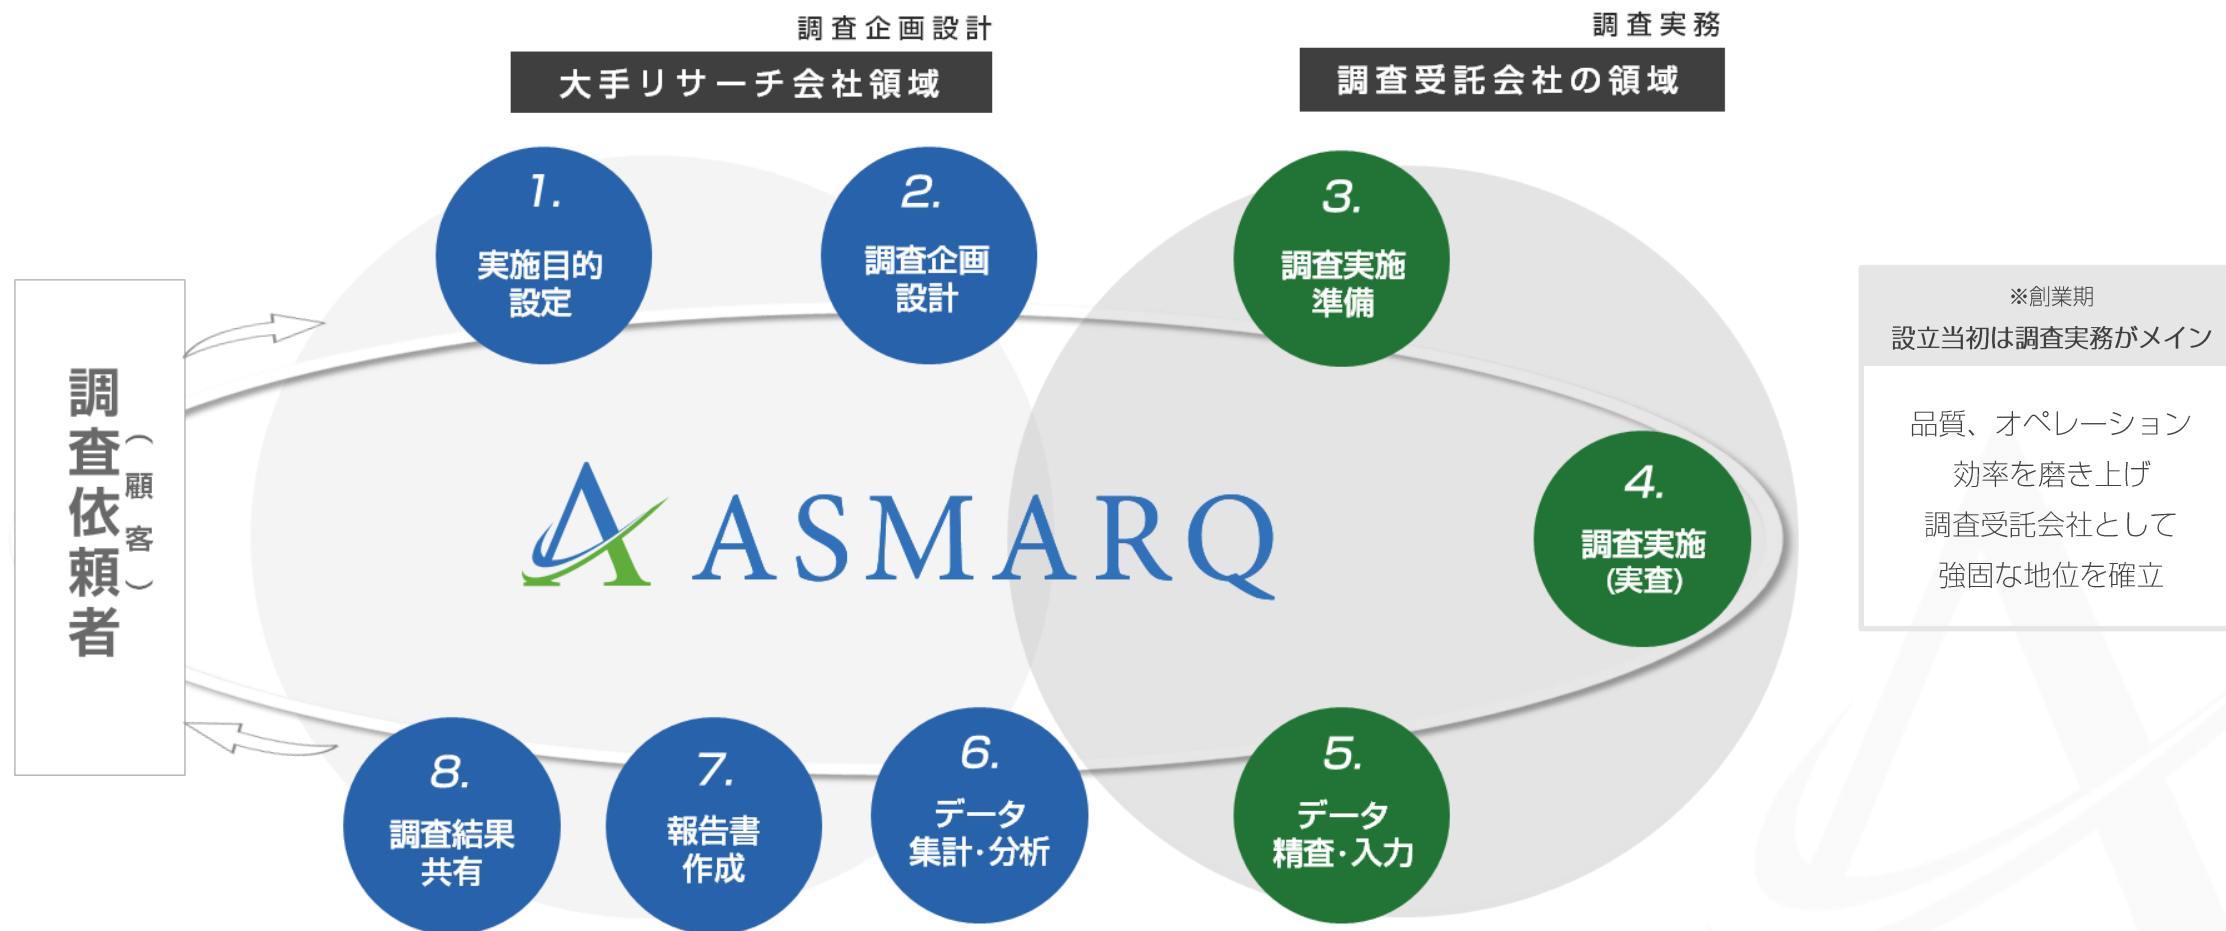 調査企画設計
大手リサーチ会社領域
調査実務
調査受託会社の領域
1.
実施目的
設定
2.
調査企画
設計
3.
調査実施
準備
調査依頼者
（顧客）
※創業期
設立当初は調査実務がメイン
品質、オペレーション
効率を磨き上げ
調査受託会社として
強固な地位を確立
ASMARQ
4.
調査実施
(実査)
5.
データ
精査・入力
6.
データ
集計・分析
7.
報告書
作成
8.
調査結果
共有